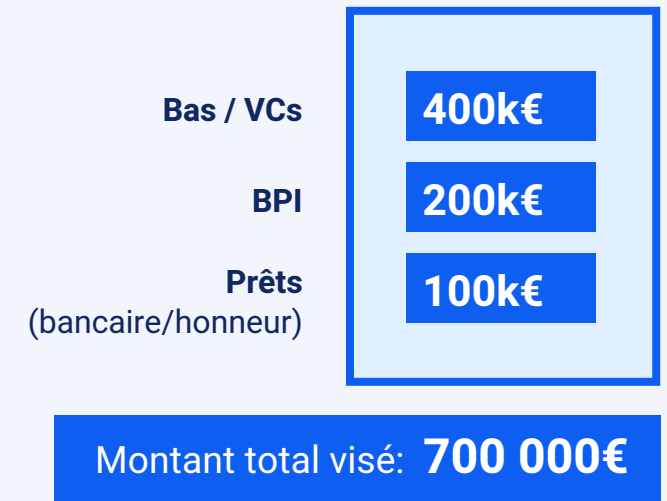 Bas / VCs 400k€
BPI 200k€
Prêts
(bancaire/honneur) 100k€
Montant total visé: 700 000€